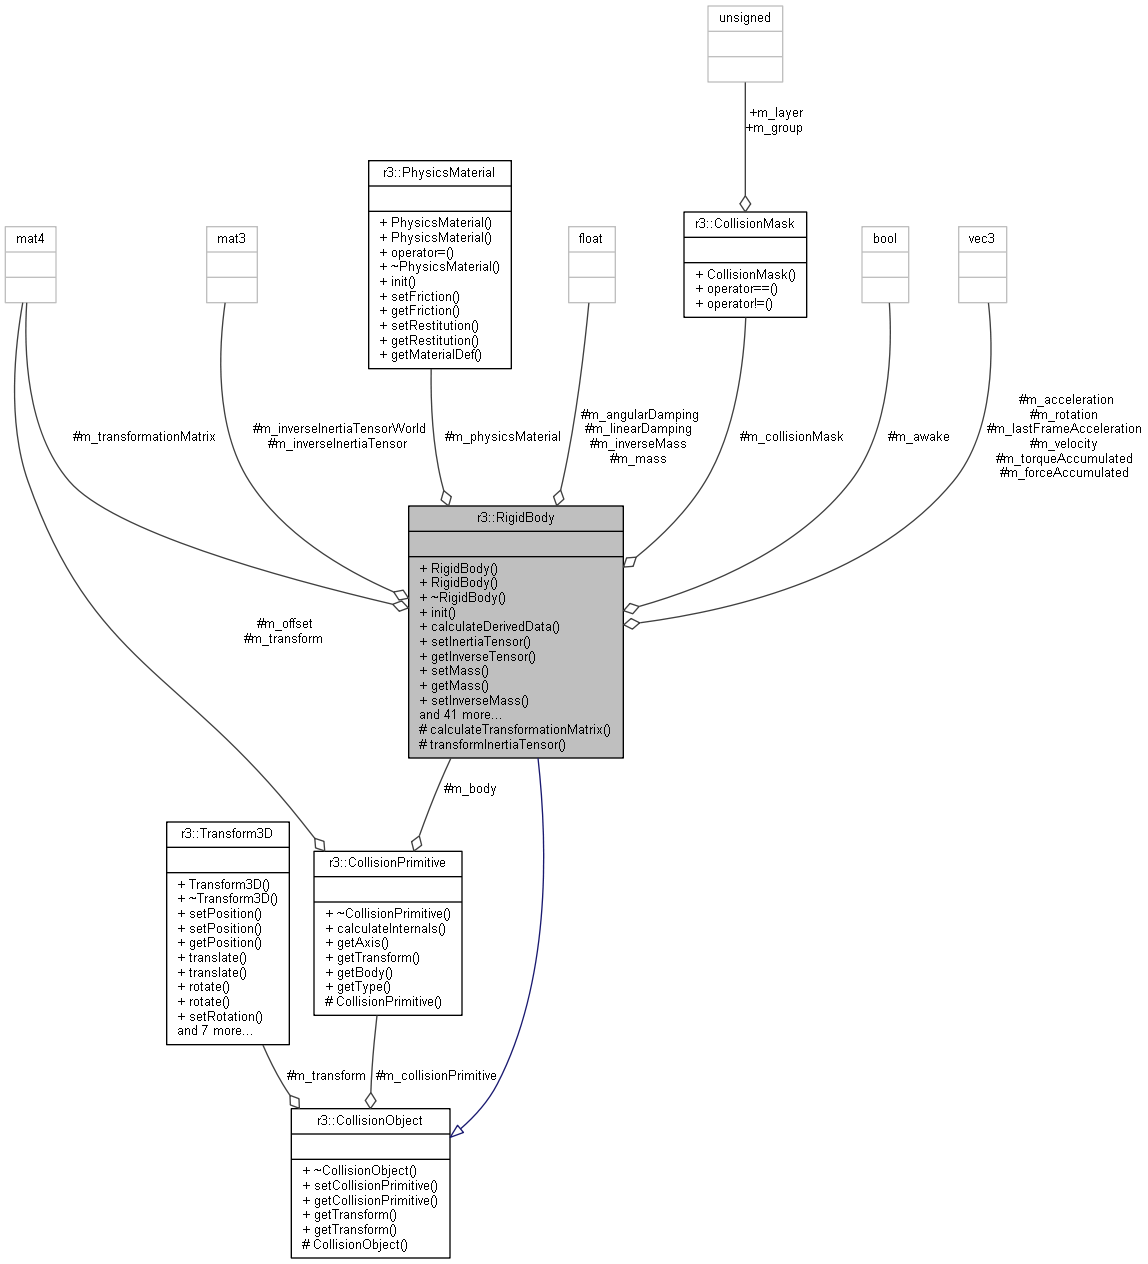 unsigned
+m_layer
+m_group
r3::PhysicsMaterial
+ PhysicsMaterial()
+ PhysicsMaterial()
+ operator=()
+ ~PhysicsMaterial()
+ init()
+ setFriction()
+ getFriction()
+ setRestitution()
+ getRestitution()
+ getMaterialDef()
r3::CollisionMask
+ CollisionMask()
+ operator==()
+ operator!=()
mat4
mat3
float
bool
vec3
#m_transformationMatrix
#m_inverseInertiaTensorWorld
#m_inverseInertiaTensor
#m_physicsMaterial
#m_angularDamping
#m_linearDamping
#m_inverseMass
#m_mass
#m_collisionMask
#m_awake
#m_acceleration
#m_rotation
#m_lastFrameAcceleration
#m_velocity
#m_torqueAccumulated
#m_forceAccumulated
r3::RigidBody
+ RigidBody()
+ RigidBody()
+ ~RigidBody()
+ init()
+ calculateDerivedData()
+ setInertiaTensor()
+ getInverseTensor()
+ setMass()
+ getMass()
+ setInverseMass()
and 41 more...
# calculateTransformationMatrix()
# transformInertiaTensor()
#m_offset
#m_transform
#m_body
r3::Transform3D
+ Transform3D()
+ ~Transform3D()
+ setPosition()
+ setPosition()
+ getPosition()
+ translate()
+ translate()
+ rotate()
+ rotate()
+ setRotation()
and 7 more...
r3::CollisionPrimitive
+ ~CollisionPrimitive()
+ calculateInternals()
+ getAxis()
+ getTransform()
+ getBody()
+ getType()
# CollisionPrimitive()
#m_transform
#m_collisionPrimitive
r3::CollisionObject
+ ~CollisionObject()
+ setCollisionPrimitive()
+ getCollisionPrimitive()
+ getTransform()
+ getTransform()
# CollisionObject()